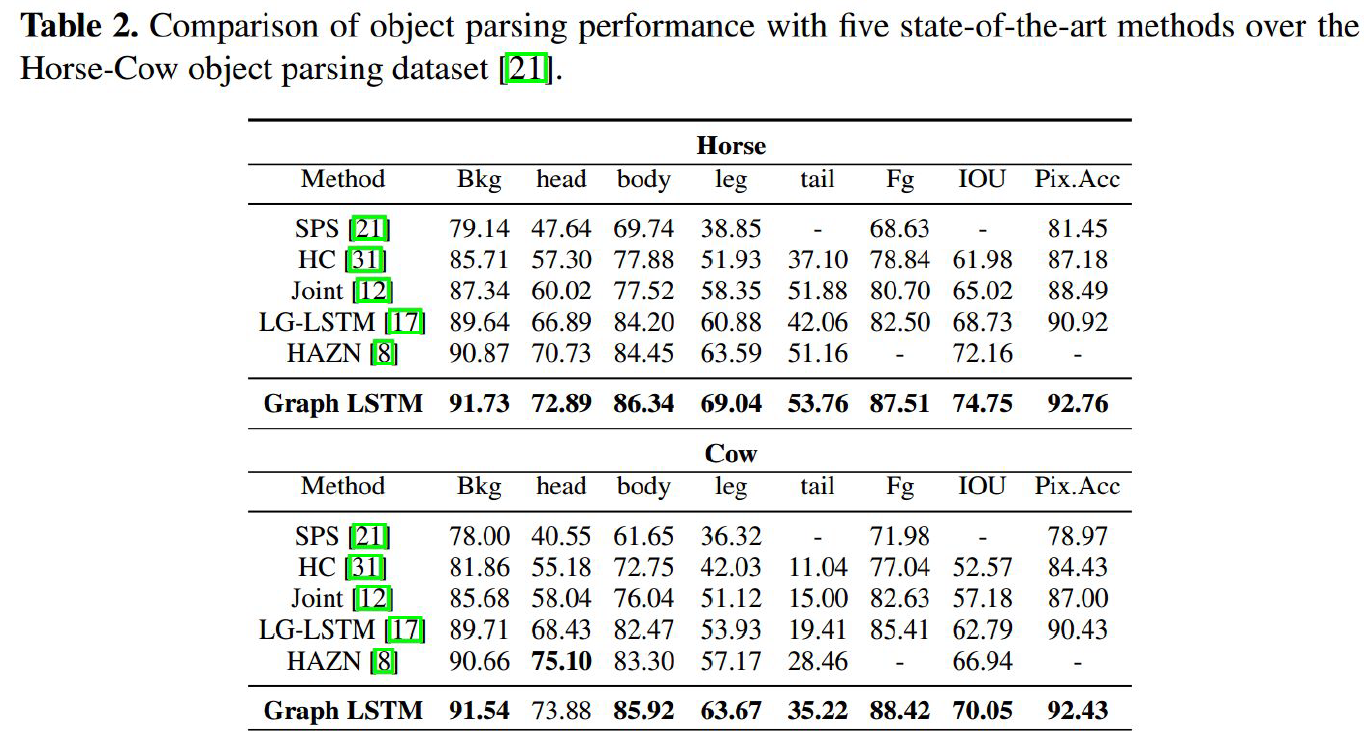 Table 2. Comparison of object parsing performance with five state-of-the-art methods over the
Horse-Cow object parsing dataset [21].
Horse
Method Bkg head body leg tail Fg IOU Pix.Acc
SPS [21] 79.14 47.64 69.74 38.85 - 68.63 - 81.45
HC [31] 85.71 57.30 77.88 51.93 37.10 78.84 61.98 87.18
Joint [12] 87.34 60.02 77.52 58.35 51.88 80.70 65.02 88.49
LG-LSTM [17] 89.64 66.89 84.20 60.88 42.06 82.50 68.73 90.92
HAZN [8] 90.87 70.73 84.45 63.59 51.16 - 72.16 -
Graph LSTM 91.73 72.89 86.34 69.04 53.76 87.51 74.75 92.76
Cow
Method Bkg head body leg tail Fg IOU Pix.Acc
SPS [21] 78.00 40.55 61.65 36.32 - 71.98 - 78.97
HC [31] 81.86 55.18 72.75 42.03 11.04 77.04 52.57 84.43
Joint [12] 85.68 58.04 76.04 51.12 15.00 82.63 57.18 87.00
LG-LSTM [17] 89.71 68.43 82.47 53.93 19.41 85.41 62.79 90.43
HAZN [8] 90.66 75.10 83.30 57.17 28.46 - 66.94 -
Graph LSTM 91.54 73.88 85.92 63.67 35.22 88.42 70.05 92.43